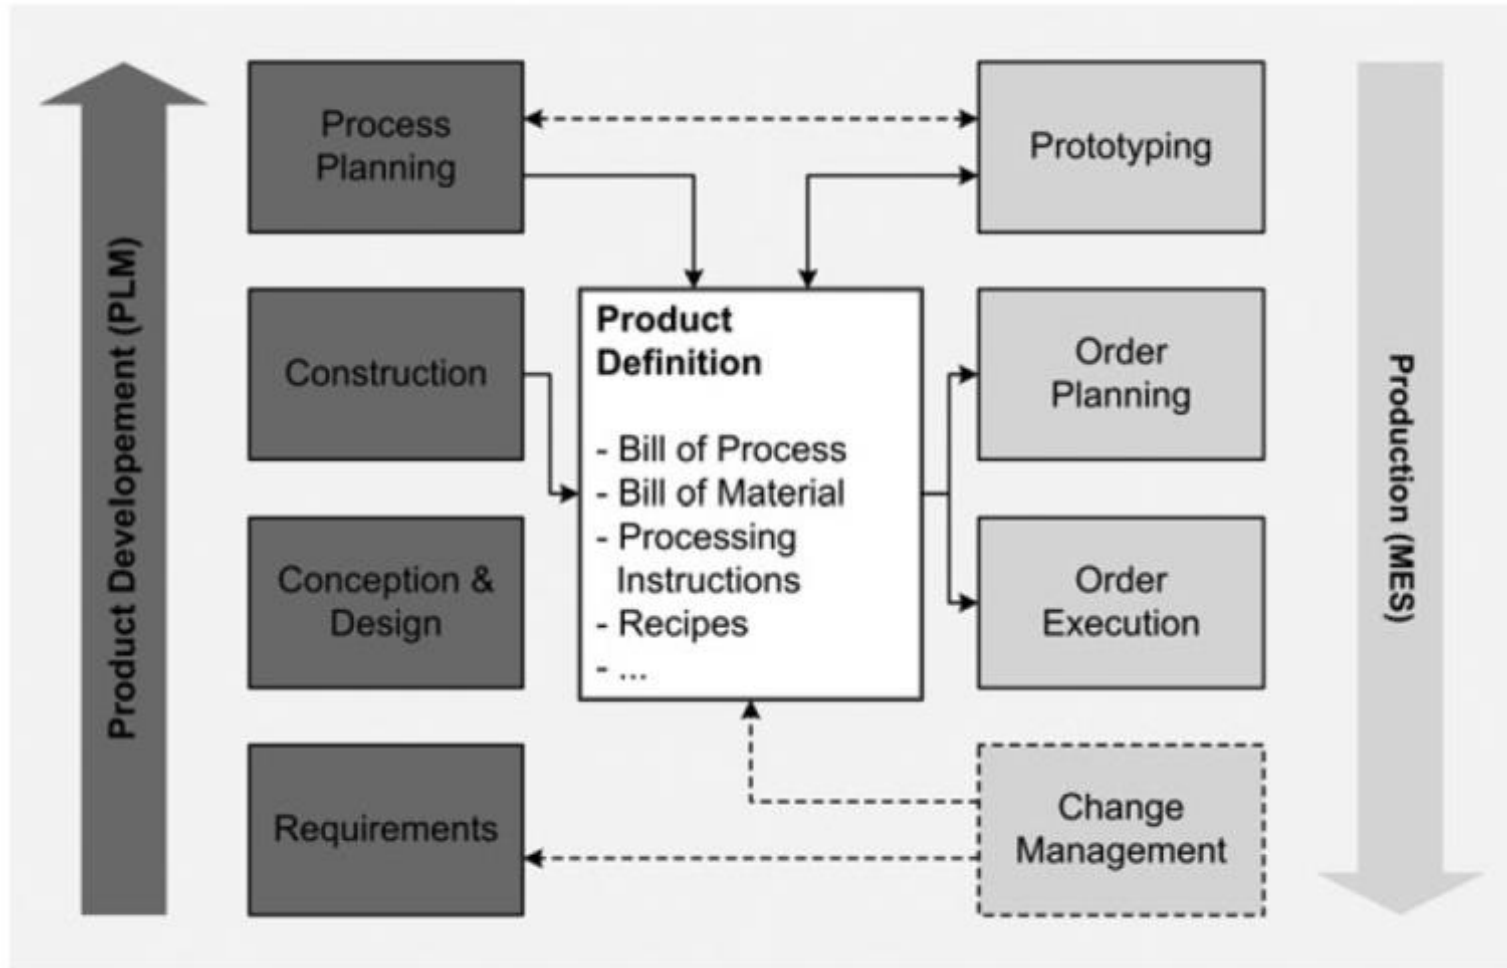 Product Developement (PLM)
Process
Planning
Construction
Conception &
Design
Requirements
Product
Definition
- Bill of Process
- Bill of Material
- Processing
Instructions
- Recipes
- ...
Prototyping
Order
Planning
Order
Execution
Change
Management
Production (MES)